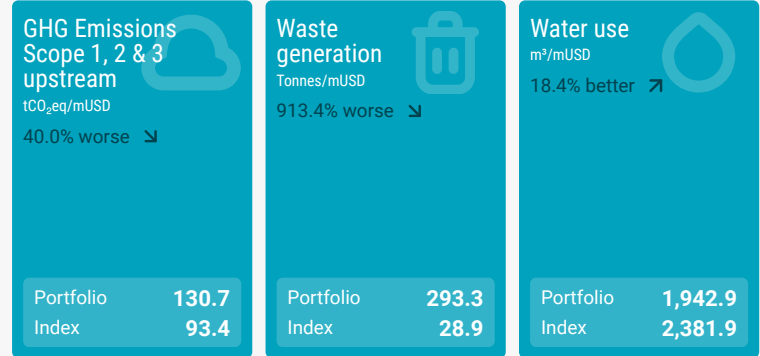 GHG Emissions
Scope 1, 2 & 3
upstream
tCO₂eq/mUSD
40.0% worse
Portfolio 130.7
Index 93.4
Waste
generation
Tonnes/mUSD
913.4% worse
Portfolio 293.3
Index 28.9
Water use
m³/mUSD
18.4% better
Portfolio 1,942.9
Index 2,381.9